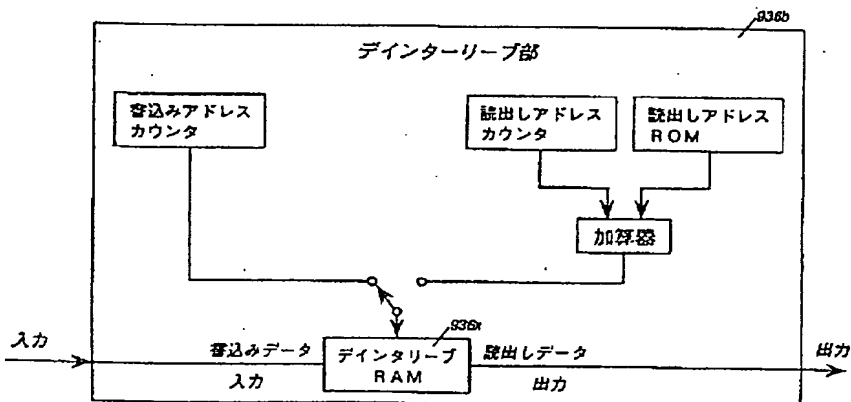 936b
デインターリーブ部
書込みアドレス
カウンタ
読出しアドレス
カウンタ
読出しアドレス
ROM
加算器
936x
入力
書込みデータ
入力
デインタリーブ
RAM
読出しデータ
出力
出力